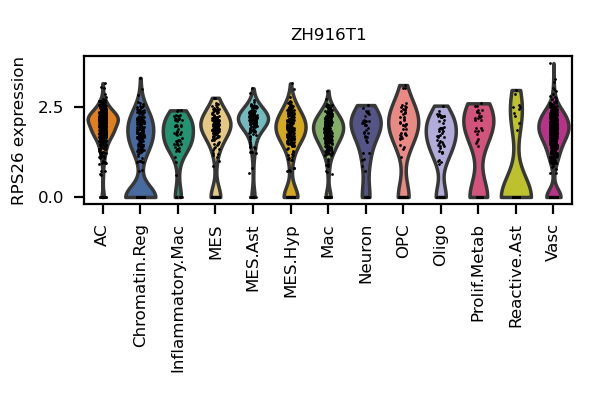 ZH916T1
RPS26 expression
2.5
0.0
AC
Chromatin.Reg
Inflammatory.Mac
MES
MES.Ast
MES.Hyp
Mac
Neuron
OPC
Oligo
Prolif.Metab
Reactive.Ast
Vasc